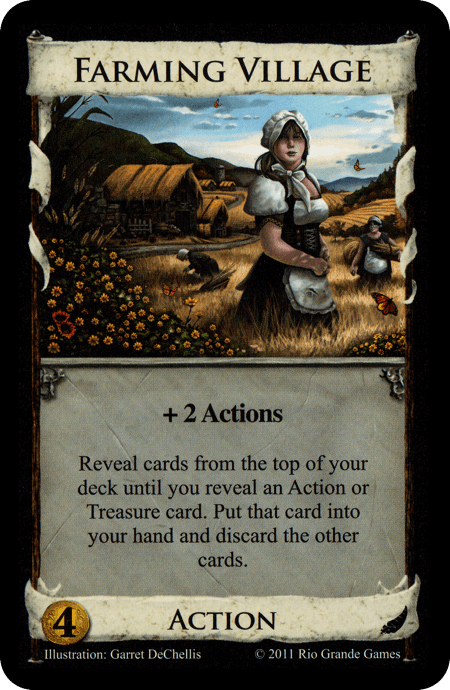 FARMING VILLAGE
+ 2 Actions
Reveal cards from the top of your
deck until you reveal an Action or
Treasure card. Put that card into
your hand and discard the other
cards.
4
ACTION
Illustration: Garret DeChellis
© 2011 Rio Grande Games